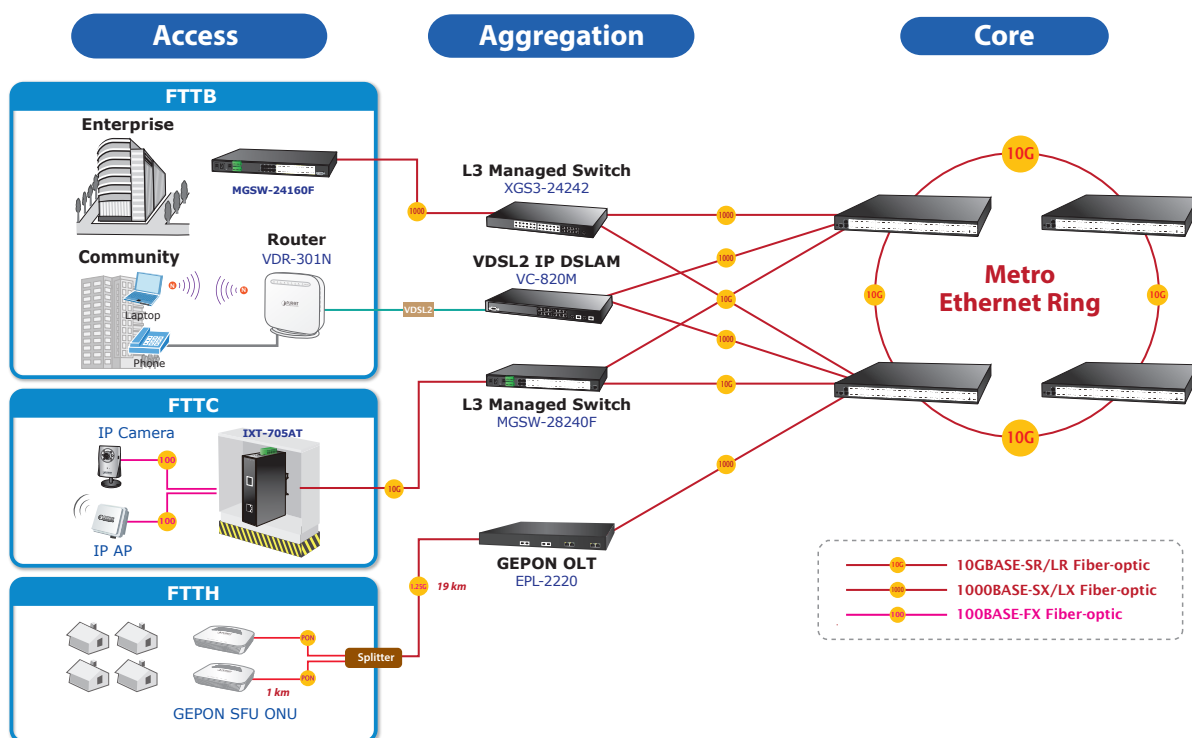 Access
Aggregation
Core
FTTB
Enterprise
MGSW-24160F
1000
Community
Laptop
N
N
Phone
Router
VDR-301N
PLANET
VDSL2
L3 Managed Switch
XGS3-24242
VDSL2 IP DSLAM
VC-820M
L3 Managed Switch
MGSW-28240F
1000
1000
10G
1000
10G
1000
10G
10G
10G
10G
Metro
Ethernet Ring
FTTC
IP Camera
100
100
IP AP
IXT-705AT
10G
FTTH
PON
PON
1 km
GEPON SFU ONU
Splitter
1.25G
19 km
GEPON OLT
EPL-2220
10G
10GBASE-SR/LR Fiber-optic
1000
1000BASE-SX/LX Fiber-optic
100
100BASE-FX Fiber-optic